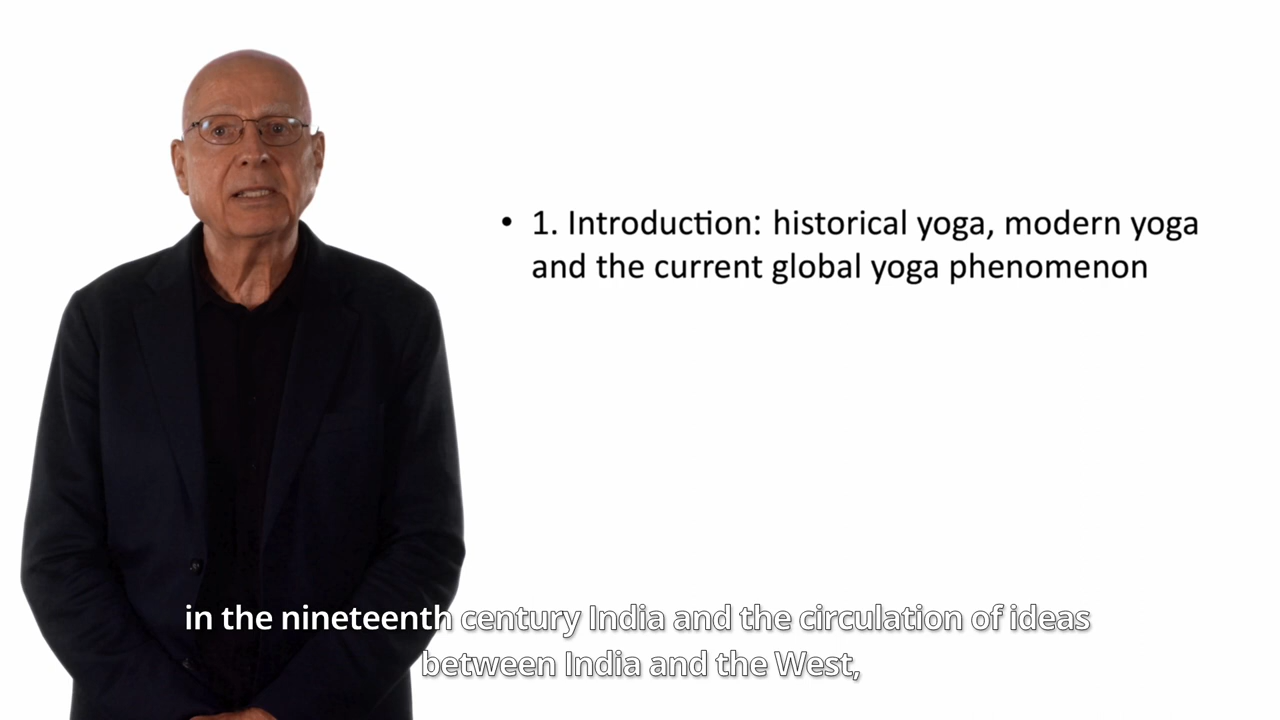 • 1. Introduction: historical yoga, modern yoga
and the current global yoga phenomenon
in the nineteenth century India and the circulation of ideas
between India and the West,